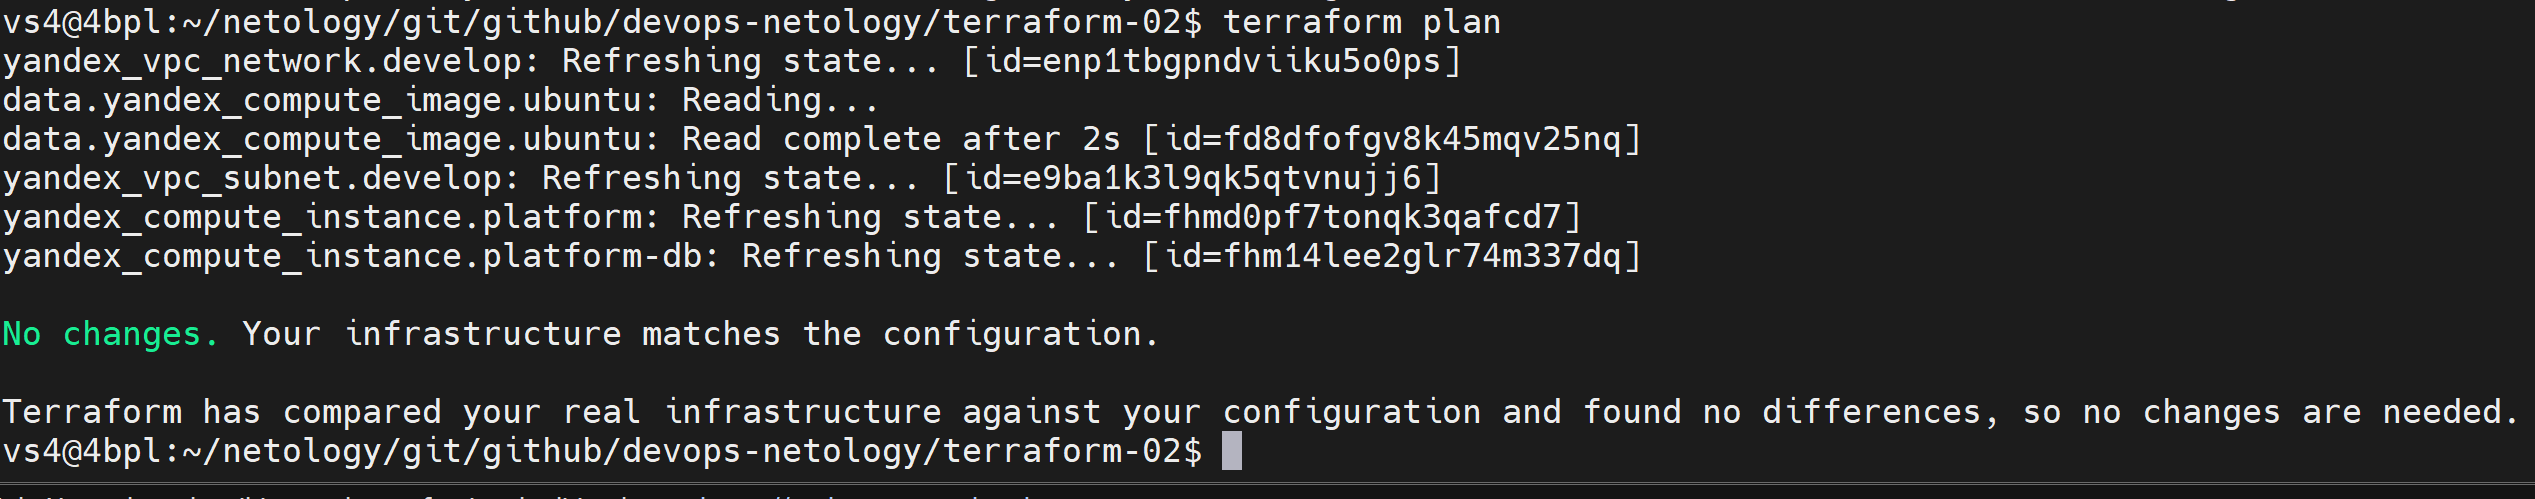 vs4@4bpl:~/netology/git/github/devops-netology/terraform-02$ terraform plan
yandex_vpc_network.develop: Refreshing state... [id=enp1tbgpndviiku5o0ps]
data.yandex_compute_image.ubuntu: Reading...
data.yandex_compute_image.ubuntu: Read complete after 2s [id=fd8dfofgv8k45mqv25nq]
yandex_vpc_subnet.develop: Refreshing state... [id=e9ba1k3l9qk5qtvnujj6]
yandex_compute_instance.platform: Refreshing state... [id=fhmd0pf7tonqk3qafcd7]
yandex_compute_instance.platform-db: Refreshing state... [id=fhm14lee2glr74m337dq]
No changes. Your infrastructure matches the configuration.
Terraform has compared your real infrastructure against your configuration and found no differences, so no changes are needed.
vs4@4bpl:~/netology/git/github/devops-netology/terraform-02$